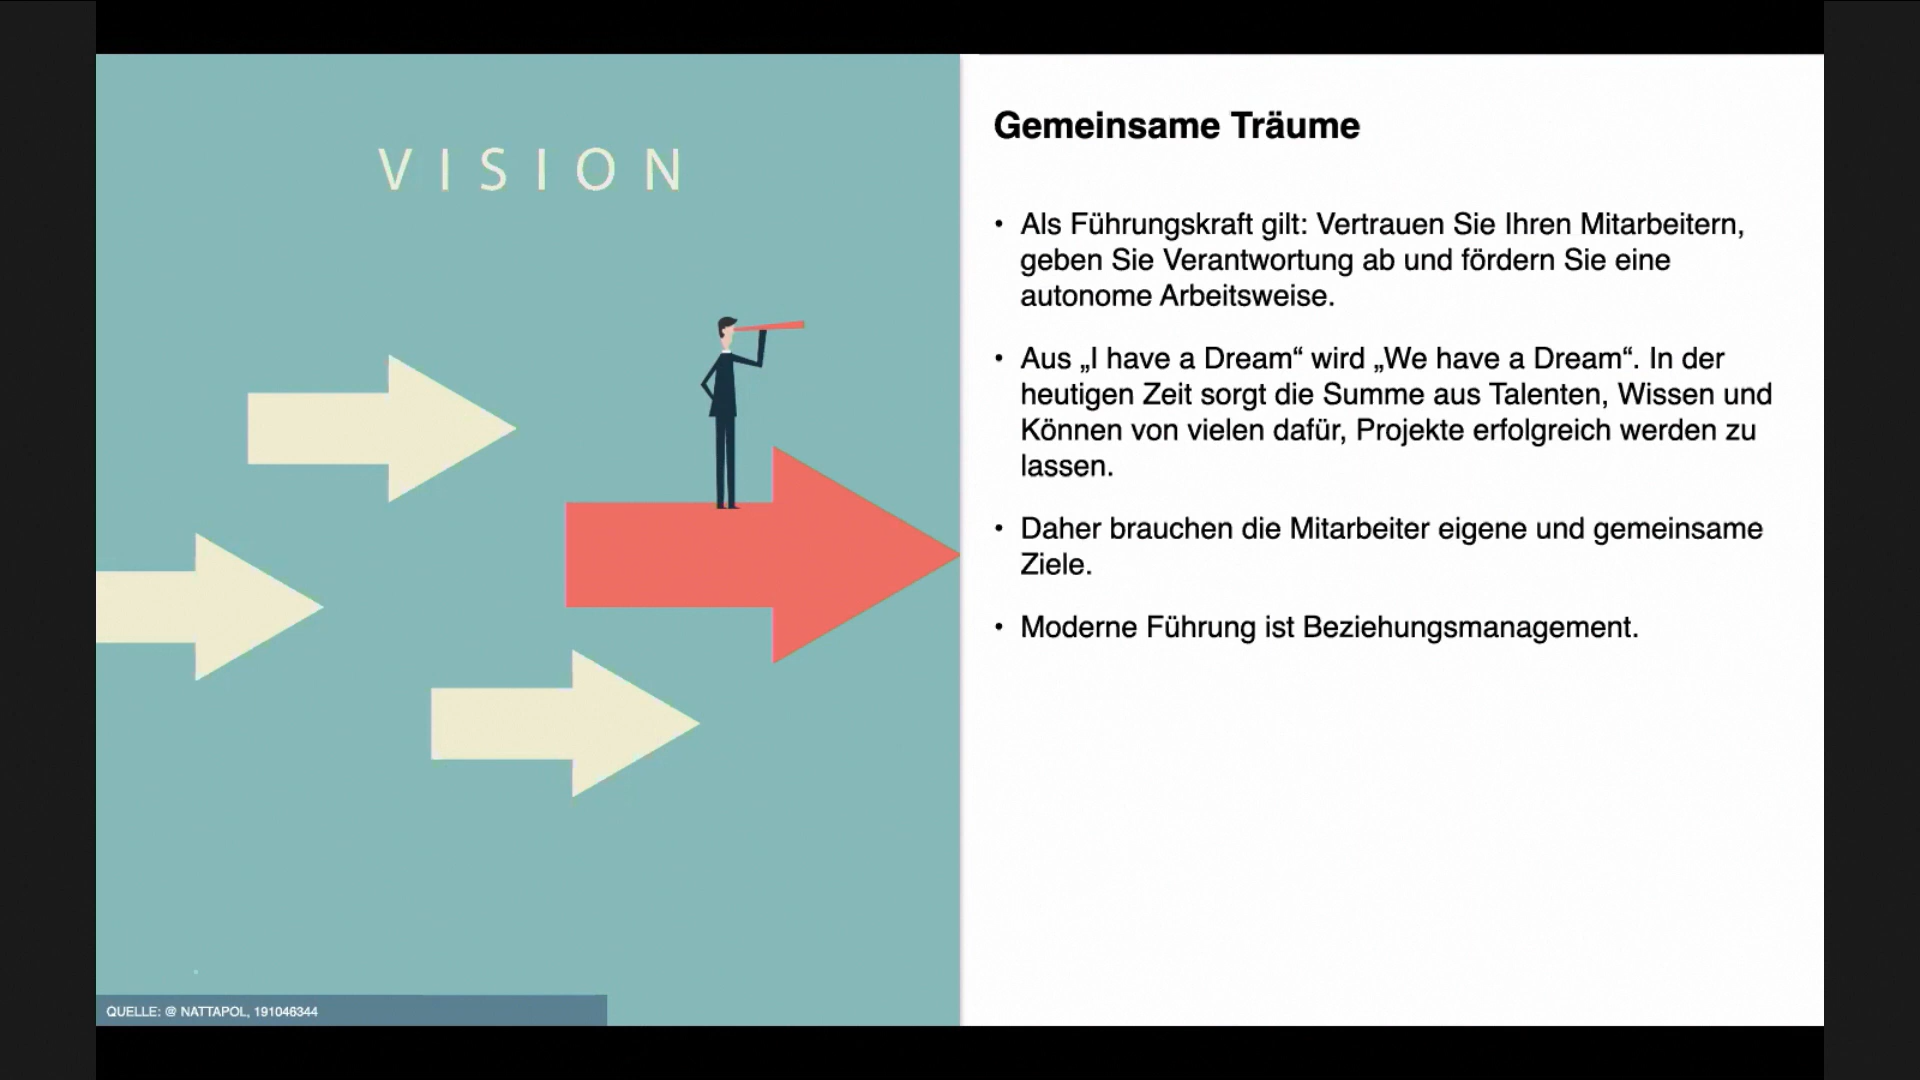 VISION
Gemeinsame Träume
• Als Führungskraft gilt: Vertrauen Sie Ihren Mitarbeitern,
geben Sie Verantwortung ab und fördern Sie eine
autonome Arbeitsweise.
• Aus „I have a Dream“ wird „We have a Dream“. In der
heutigen Zeit sorgt die Summe aus Talenten, Wissen und
Können von vielen dafür, Projekte erfolgreich werden zu
lassen.
• Daher brauchen die Mitarbeiter eigene und gemeinsame
Ziele.
• Moderne Führung ist Beziehungsmanagement.
QUELLE: @ NATTAPOL, 191046344